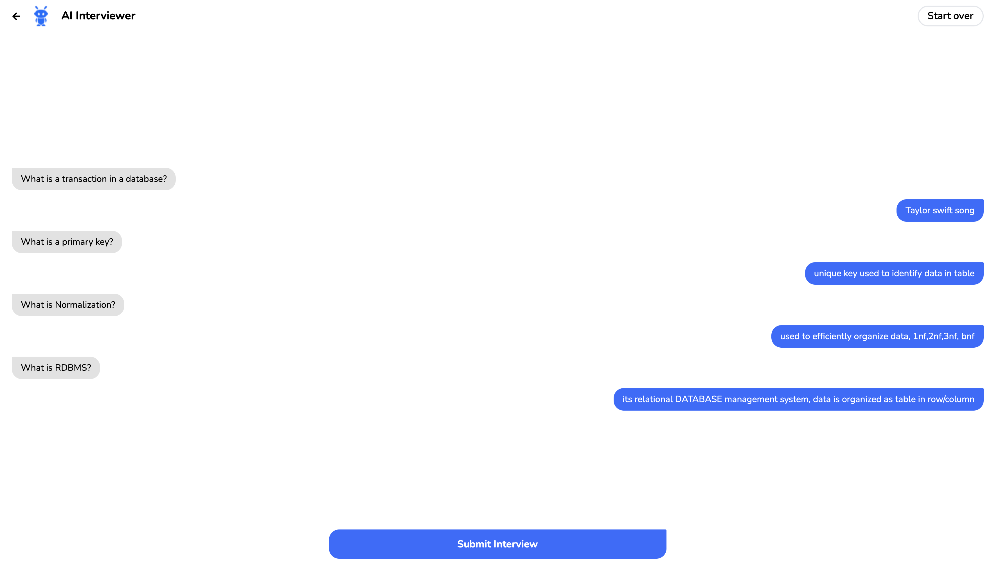 AI Interviewer
Start over
What is a transaction in a database?
Taylor swift song
What is a primary key?
unique key used to identify data in table
What is Normalization?
used to efficiently organize data, 1nf,2nf,3nf, bnf
What is RDBMS?
its relational DATABASE management system, data is organized as table in row/column
Submit Interview